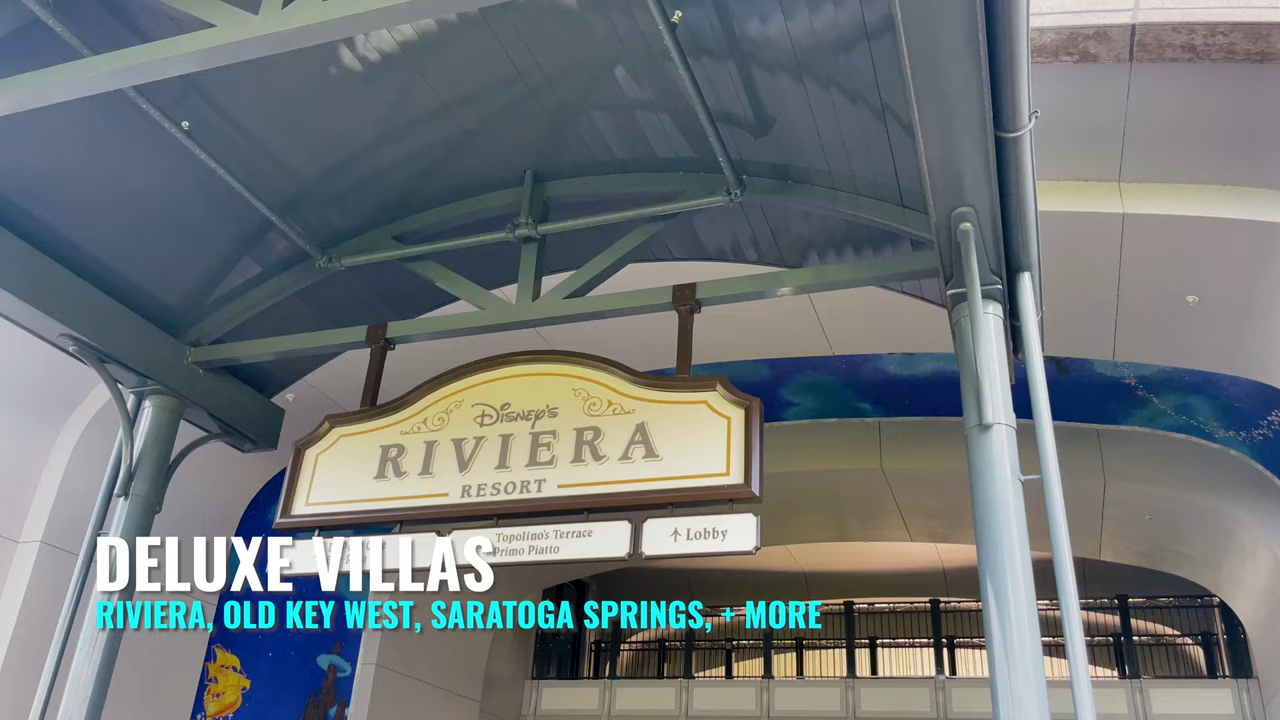 Disney's
RIVIERA
RESORT
Topolino's Terrace
Primo Piatto
↑ Lobby
DELUXE VILLAS
RIVIERA, OLD KEY WEST, SARATOGA SPRINGS, + MORE